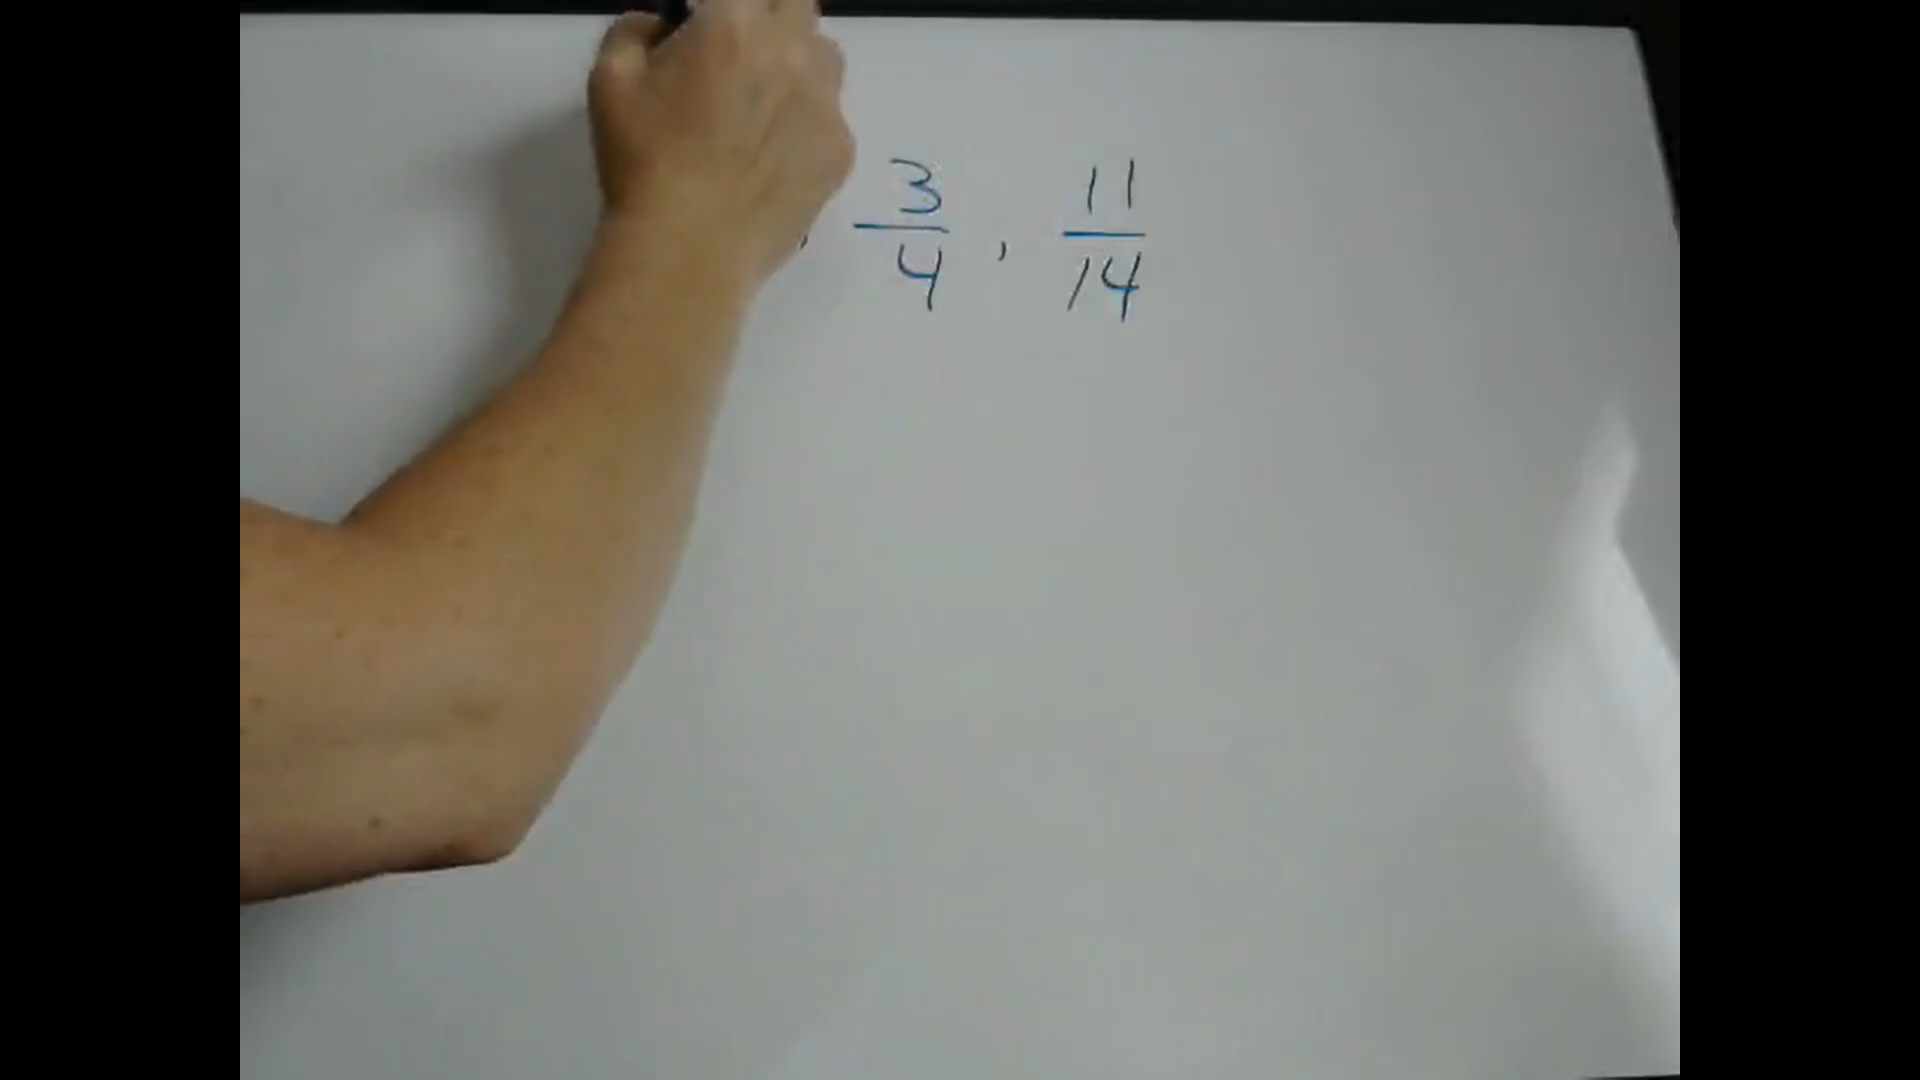 , 3/4 , 11/14